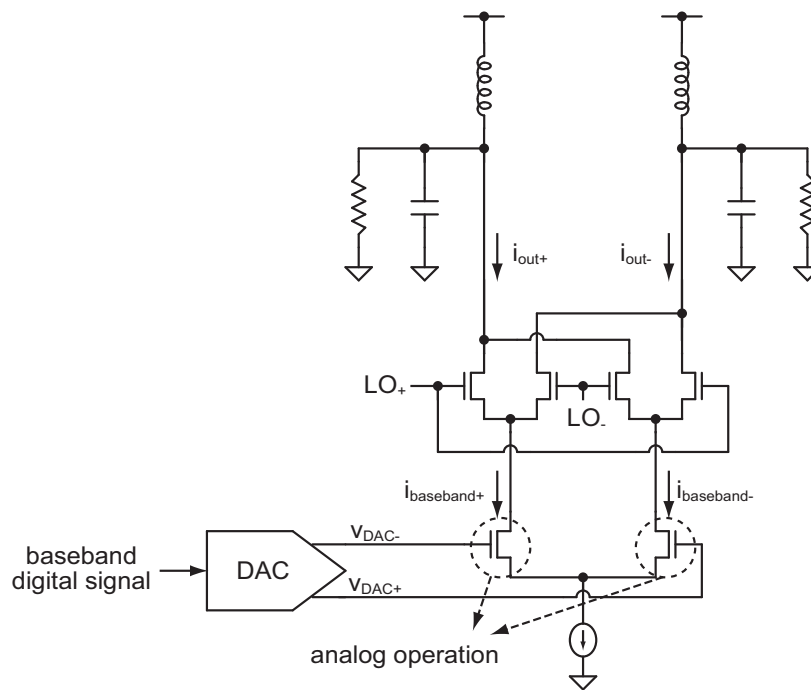 iout+
iout-
LO+
LO-
ibaseband+
ibaseband-
vDAC-
baseband
digital signal
DAC
vDAC+
analog operation